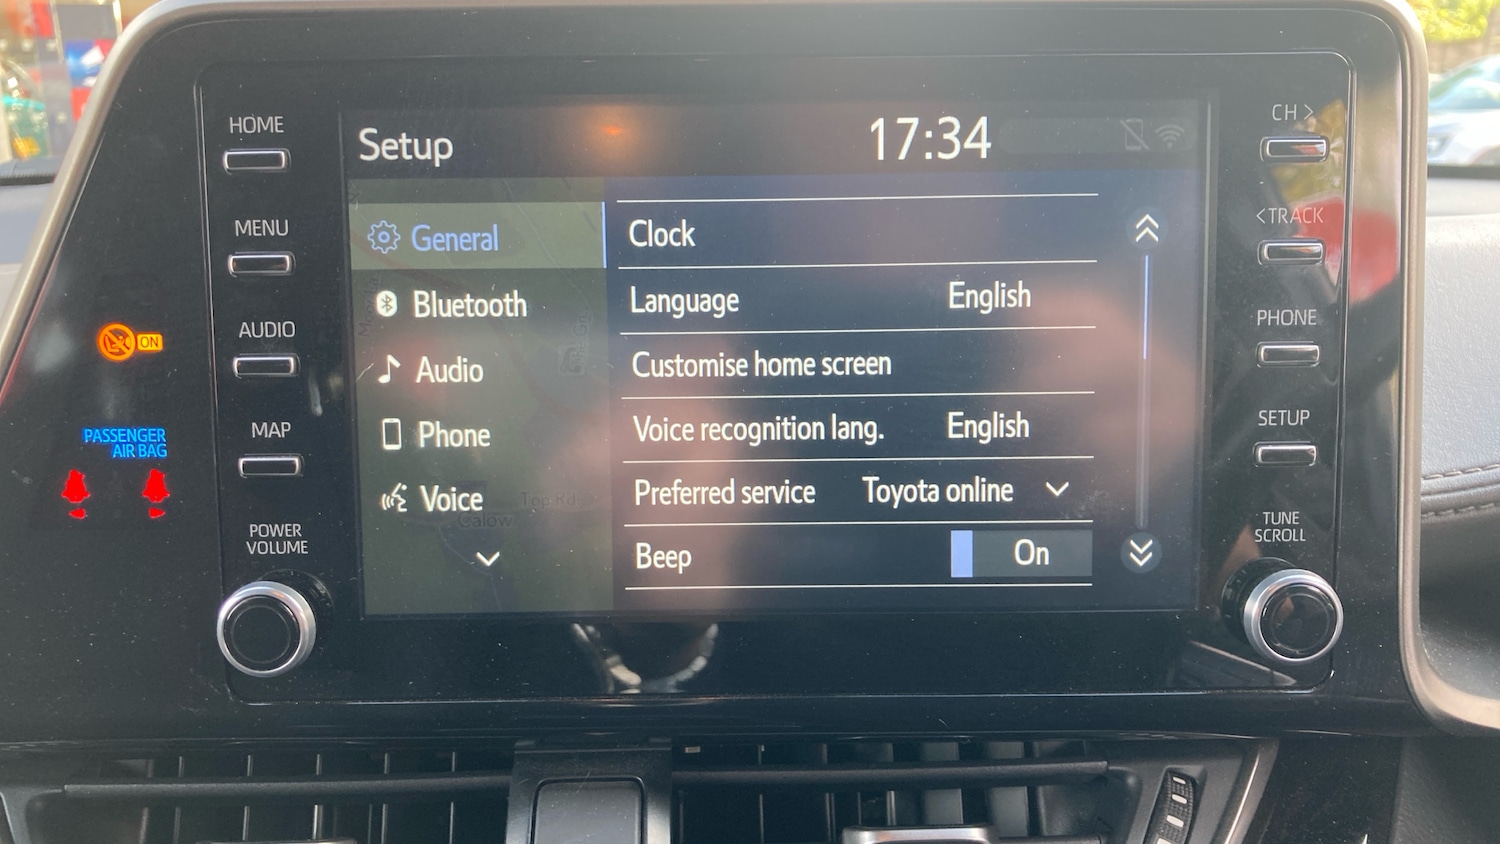 HOME
MENU
AUDIO
ON
PASSENGER
AIR BAG
MAP
POWER
VOLUME
Setup
17:34
General
Bluetooth
Audio
Phone
Voice
Clock
Language English
Customise home screen
Voice recognition lang. English
Preferred service Toyota online
Beep On
Calow
CH >
< TRACK
PHONE
SETUP
TUNE
SCROLL